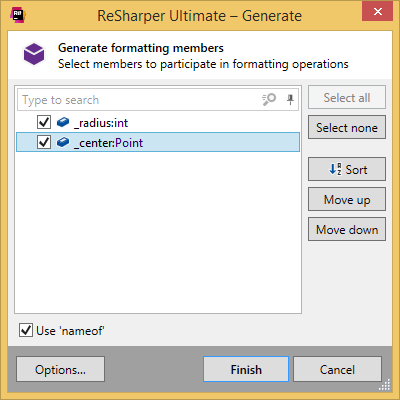 ReSharper Ultimate – Generate
Generate formatting members
Select members to participate in formatting operations
Type to search
_radius:int
_center:Point
Select all
Select none
Sort
Move up
Move down
Use 'nameof'
Options...
Finish
Cancel